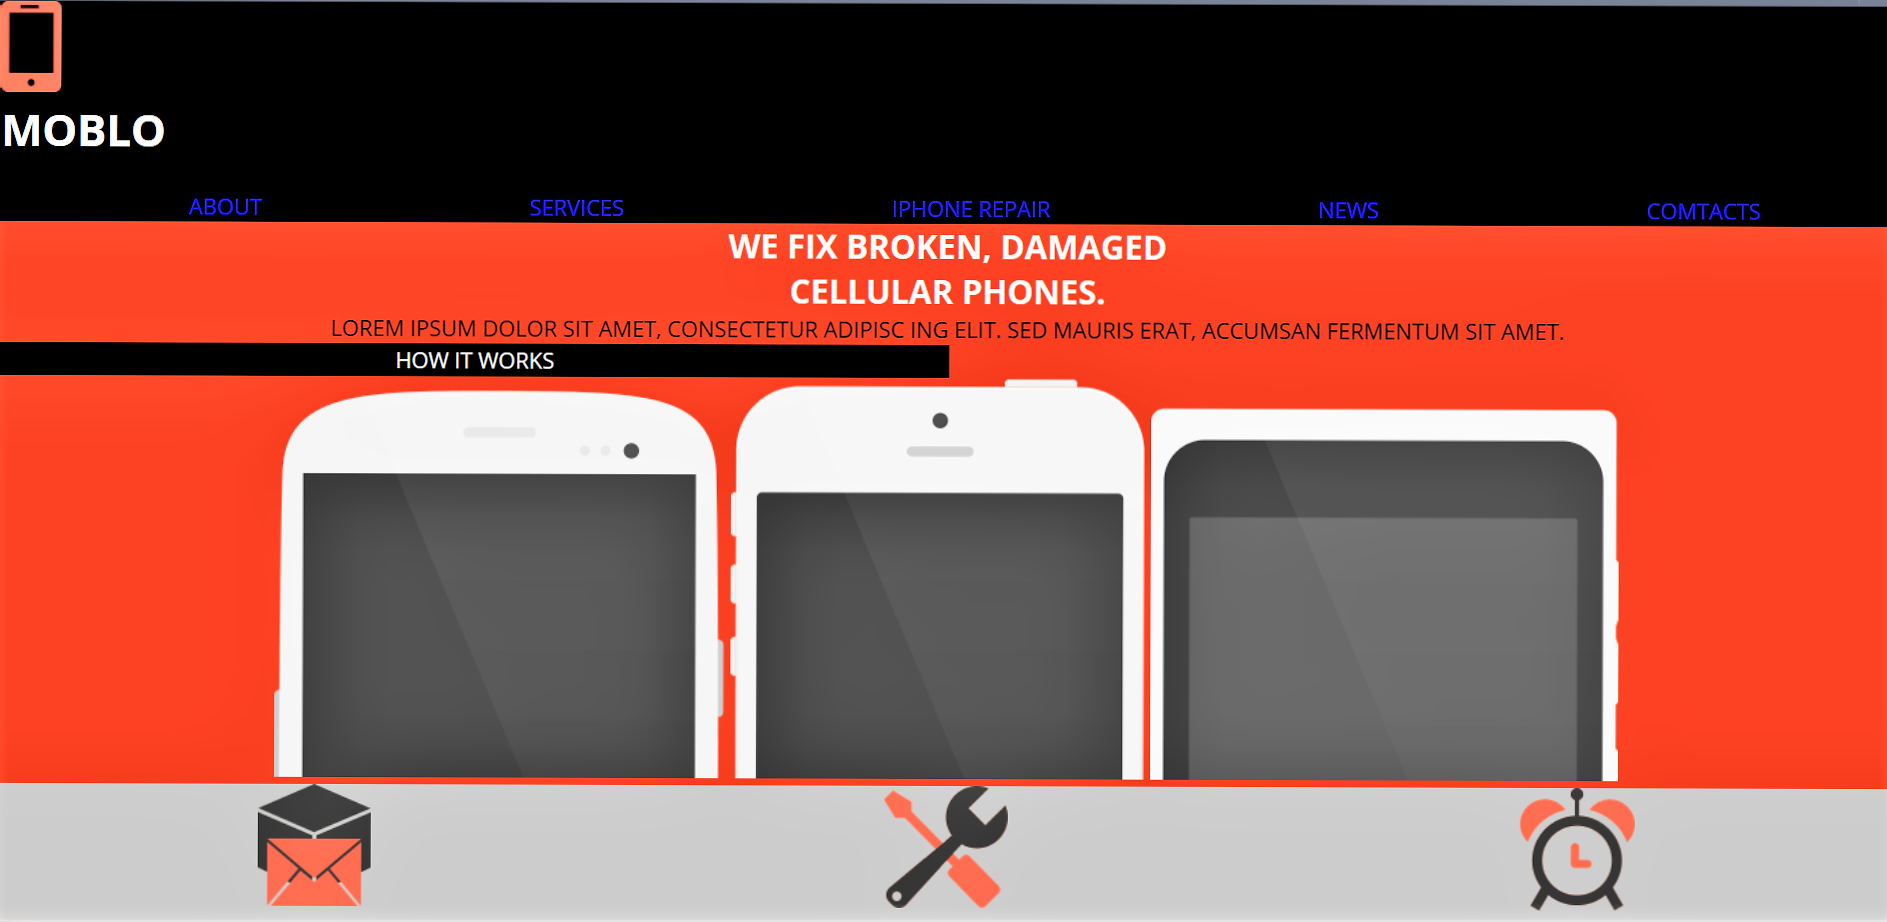 MOBLO
ABOUT SERVICES IPHONE REPAIR NEWS COMTACTS
WE FIX BROKEN, DAMAGED
CELLULAR PHONES.
LOREM IPSUM DOLOR SIT AMET, CONSECTETUR ADIPISC ING ELIT. SED MAURIS ERAT, ACCUMSAN FERMENTUM SIT AMET.
HOW IT WORKS